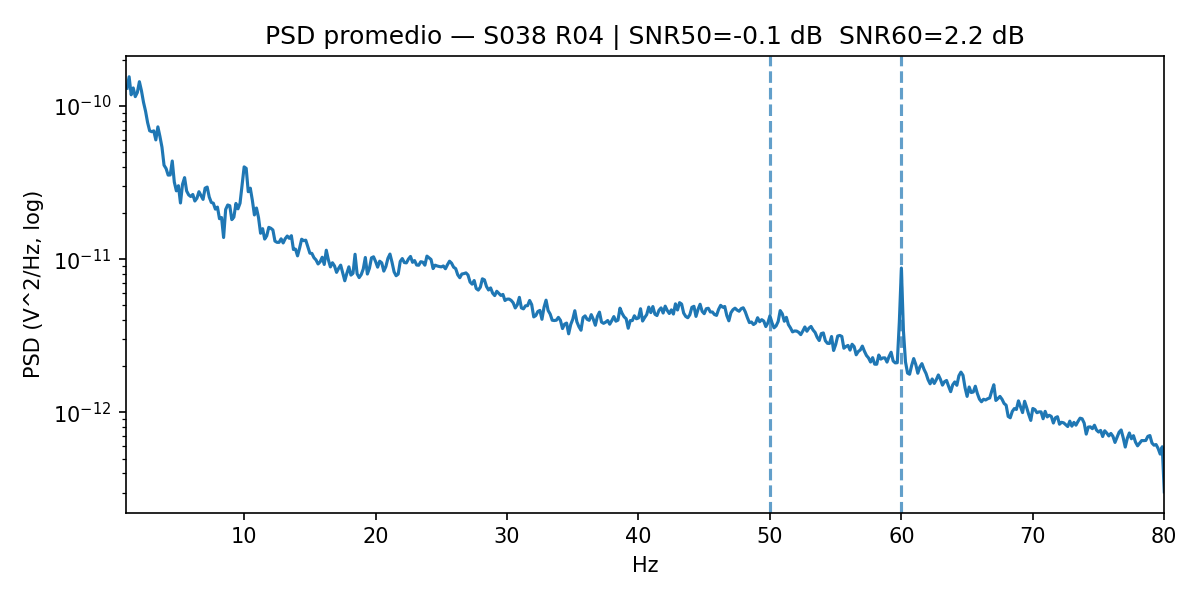 PSD promedio — S038 R04 | SNR50=-0.1 dB  SNR60=2.2 dB
PSD (V^2/Hz, log)
10⁻¹⁰
10⁻¹¹
10⁻¹²
10 20 30 40 50 60 70 80
Hz